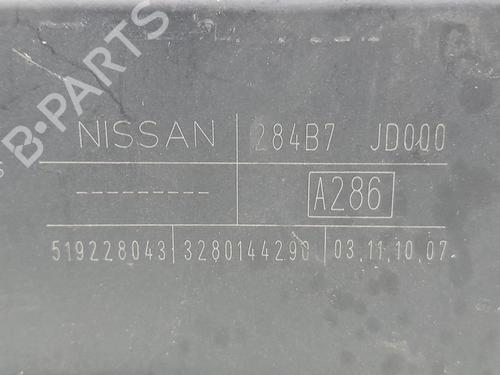 B-PARTS
NISSAN 284B7 JD000
---------- A286
519228043 3280144290 03.11.10.07